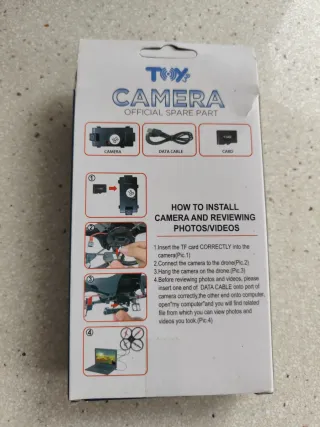 CAMERA
OFFICIAL SPARE PART
CAMERA
DATA CABLE
CARD
HOW TO INSTALL
CAMERA AND REVIEWING
PHOTOS/VIDEOS
1
1.Insert the TF card CORRECTLY into the
camera(Pic.1)
2
2.Connect the camera to the drone(Pic.2)
3.Hang the camera on the drone(Pic.3)
3
4.Before reviewing photos and videos, please
insert one end of DATA CABLE onto port of
camera correctly,the other end onto computer,
open"my computer"and you will find related
file from which you can view photos and
videos you took.(Pic.4)
4